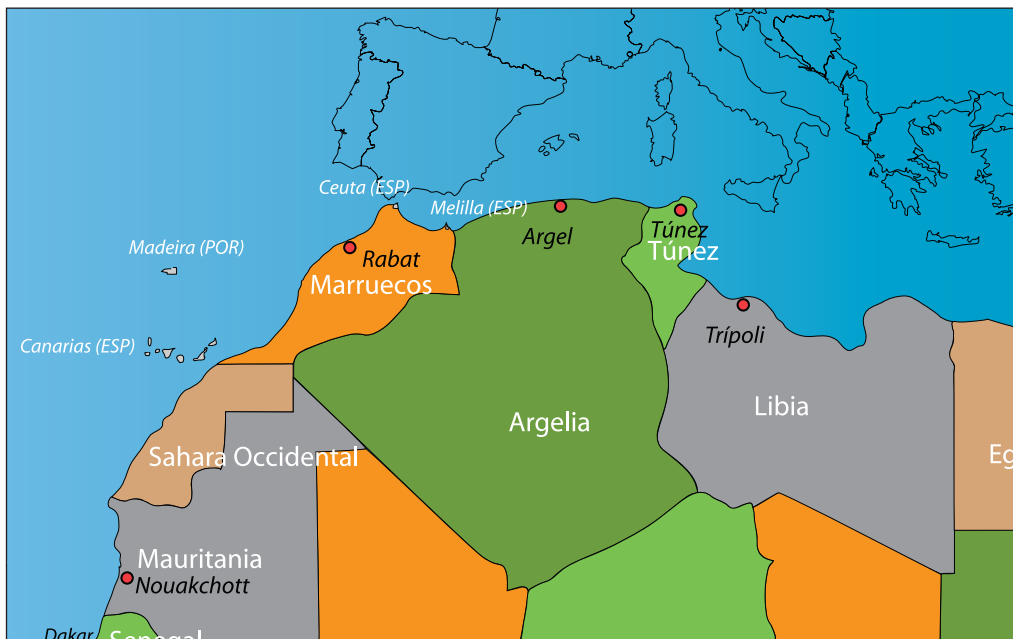 Ceuta (ESP)
Melilla (ESP)
Argel
Túnez
Túnez
Madeira (POR)
Rabat
Marruecos
Trípoli
Canarias (ESP)
Libia
Argelia
Sahara Occidental
Eg
Mauritania
Nouakchott
Dakar
Senegal